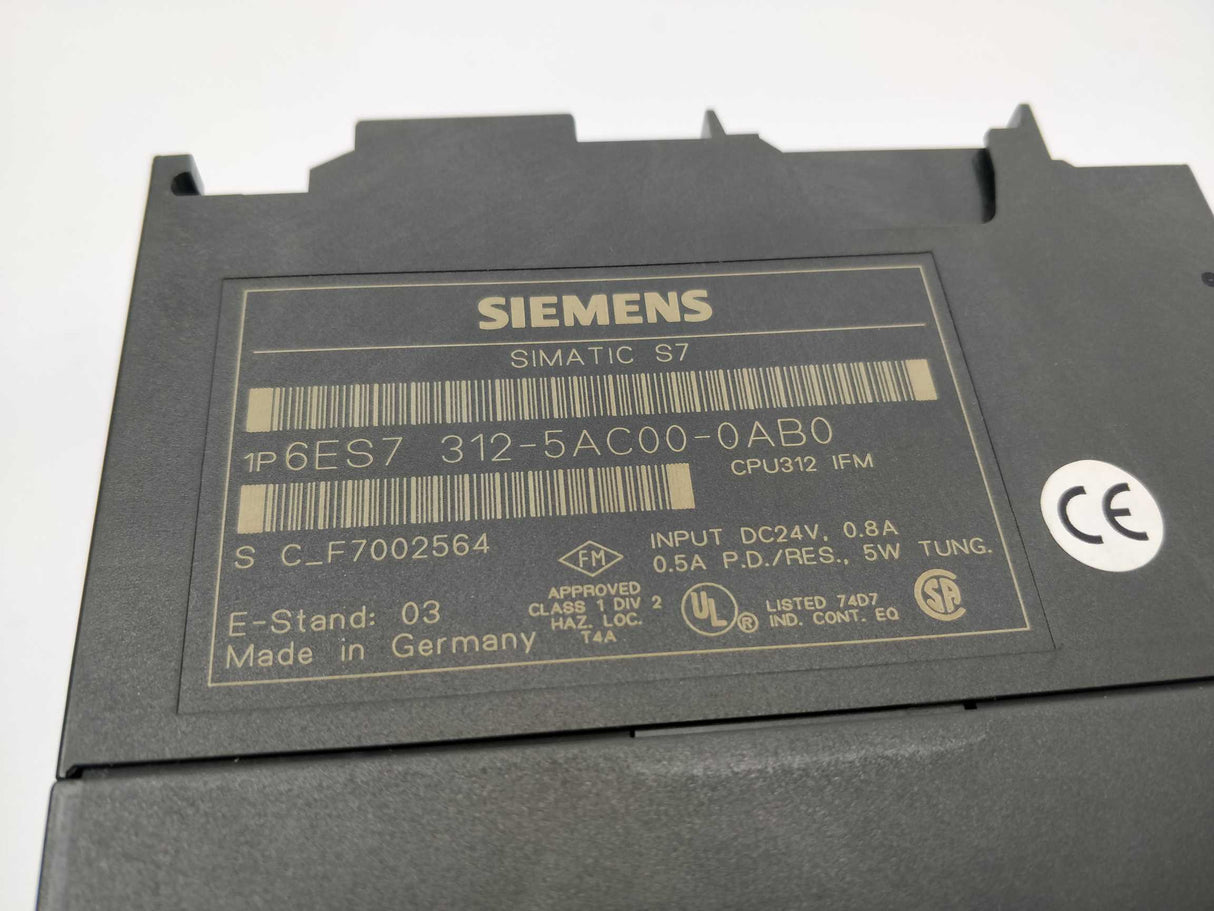 SIEMENS
SIMATIC S7
1P 6ES7 312-5AC00-0AB0
CPU312 IFM
S C_F7002564
INPUT DC24V, 0.8A
0.5A P.D./RES., 5W TUNG.
FM
APPROVED
CLASS 1 DIV 2
HAZ. LOC.
T4A
UL ®
LISTED 74D7
IND. CONT. EQ
SA
E-Stand: 03
Made in Germany
CE